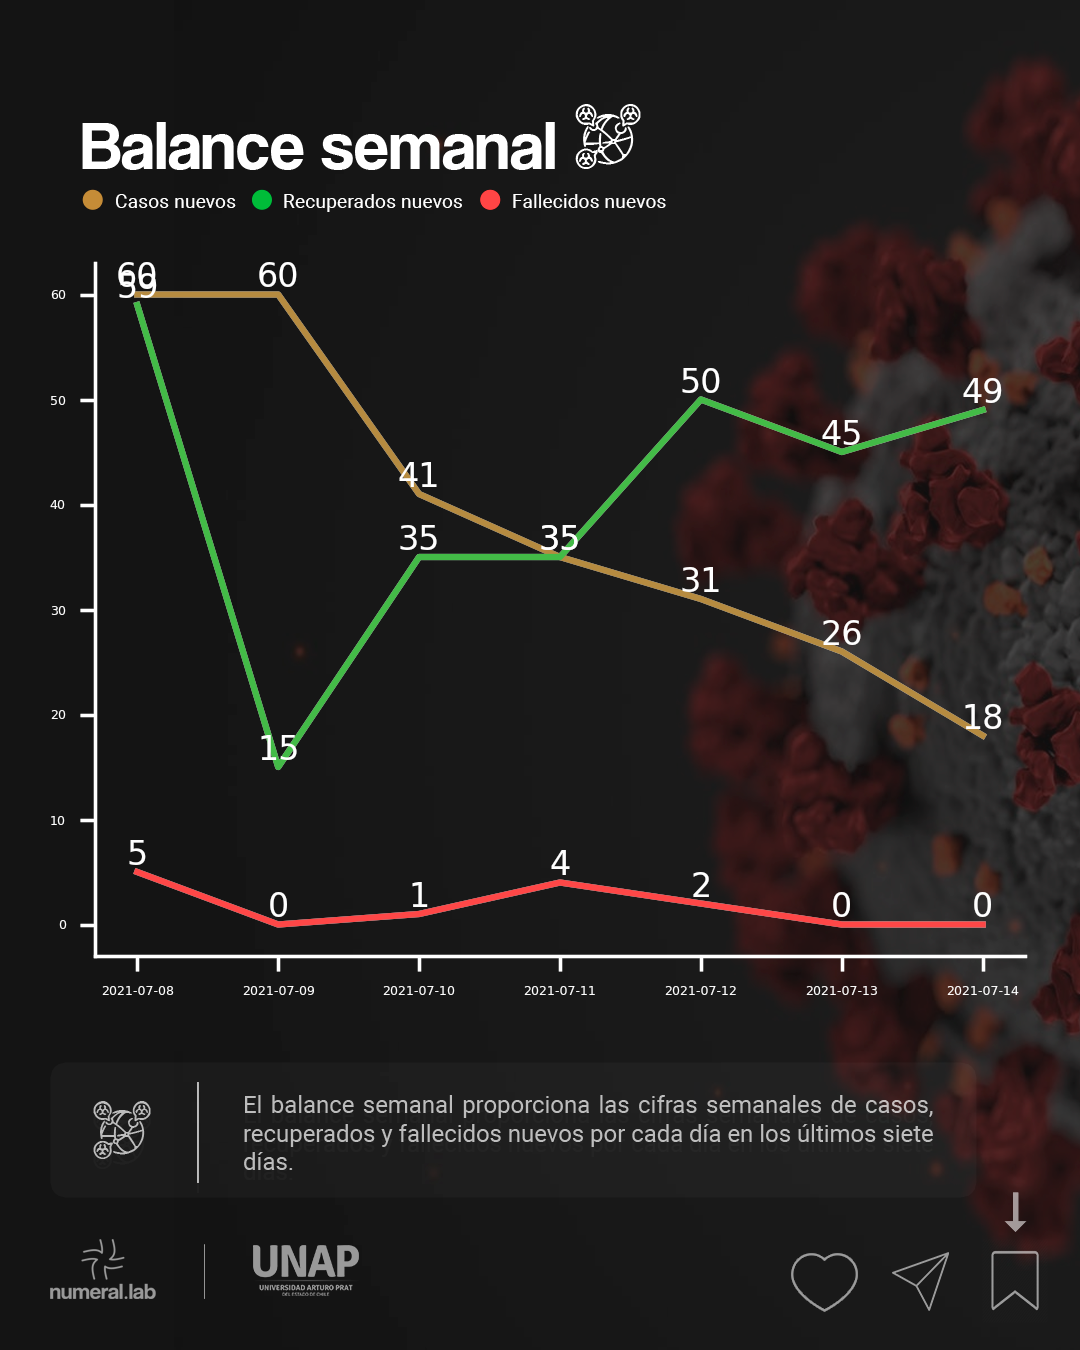 Balance semanal
Casos nuevos Recuperados nuevos Fallecidos nuevos
60
59
60
60
50
50
49
45
41
40
35
35
31
30
26
20
18
15
10
5
4
2
1
0
0
0
0
2021-07-08 2021-07-09 2021-07-10 2021-07-11 2021-07-12 2021-07-13 2021-07-14
El balance semanal proporciona las cifras semanales de casos,
recuperados y fallecidos nuevos por cada día en los últimos siete
días.
numeral.lab
UNAP
UNIVERSIDAD ARTURO PRAT
DEL ESTADO DE CHILE